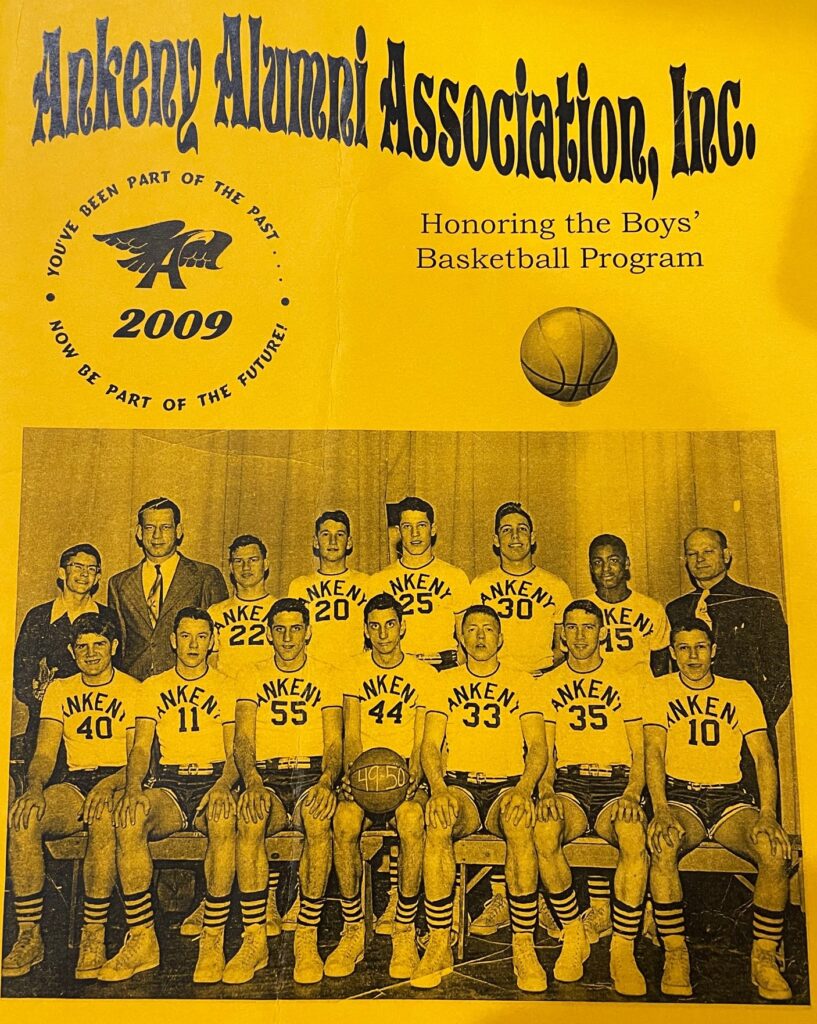 Ankeny Alumni Association, Inc.
YOU'VE BEEN PART OF THE PAST . . . .
A
2009
NOW BE PART OF THE FUTURE!
Honoring the Boys'
Basketball Program
ANKENY
22
ANKENY
20
ANKENY
25
ANKENY
30
ANKENY
45
ANKENY
40
ANKENY
11
ANKENY
55
ANKENY
44
ANKENY
33
ANKENY
35
ANKENY
10
49-50